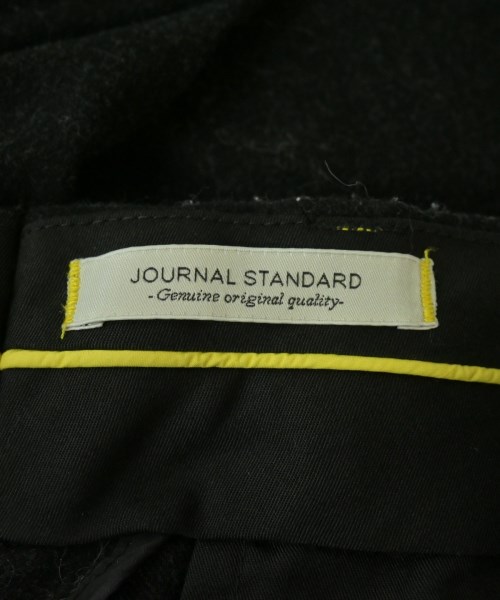 JOURNAL STANDARD
-Genuine original quality-